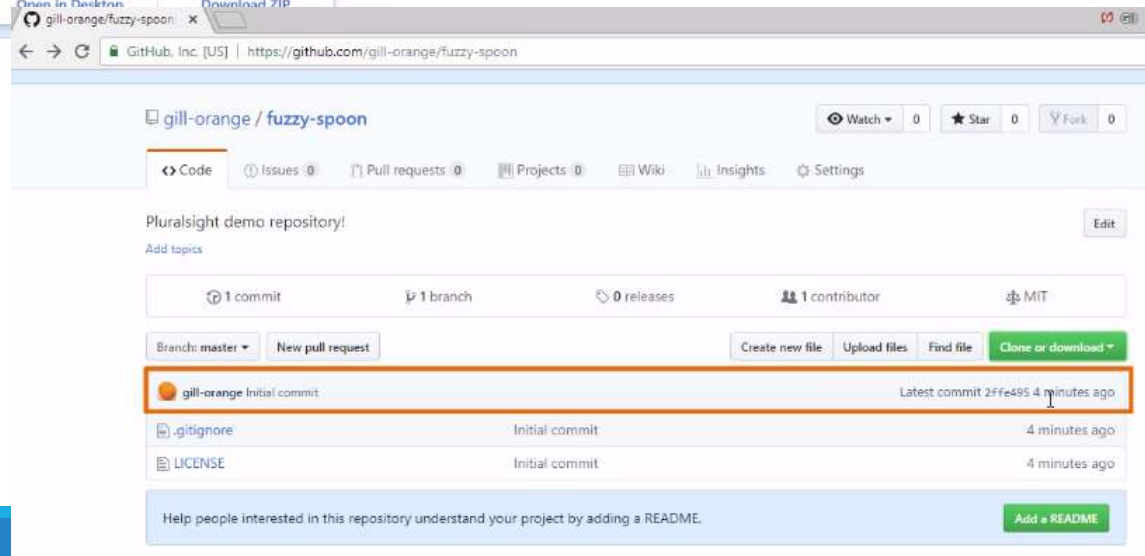 Open in Desktop Download ZIP
gill-orange/fuzzy-spoon ×
Gill
GitHub, Inc. [US] | https://github.com/gill-orange/fuzzy-spoon
gill-orange / fuzzy-spoon
Watch 0 Star 0 Fork 0
Code Issues 0 Pull requests 0 Projects 0 Wiki Insights Settings
Pluralsight demo repository! Edit
Add topics
1 commit 1 branch 0 releases 1 contributor MIT
Branch: master New pull request Create new file Upload files Find file Clone or download
gill-orange Initial commit Latest commit 2ffe495 4 minutes ago
.gitignore Initial commit 4 minutes ago
LICENSE Initial commit 4 minutes ago
Help people interested in this repository understand your project by adding a README. Add a README